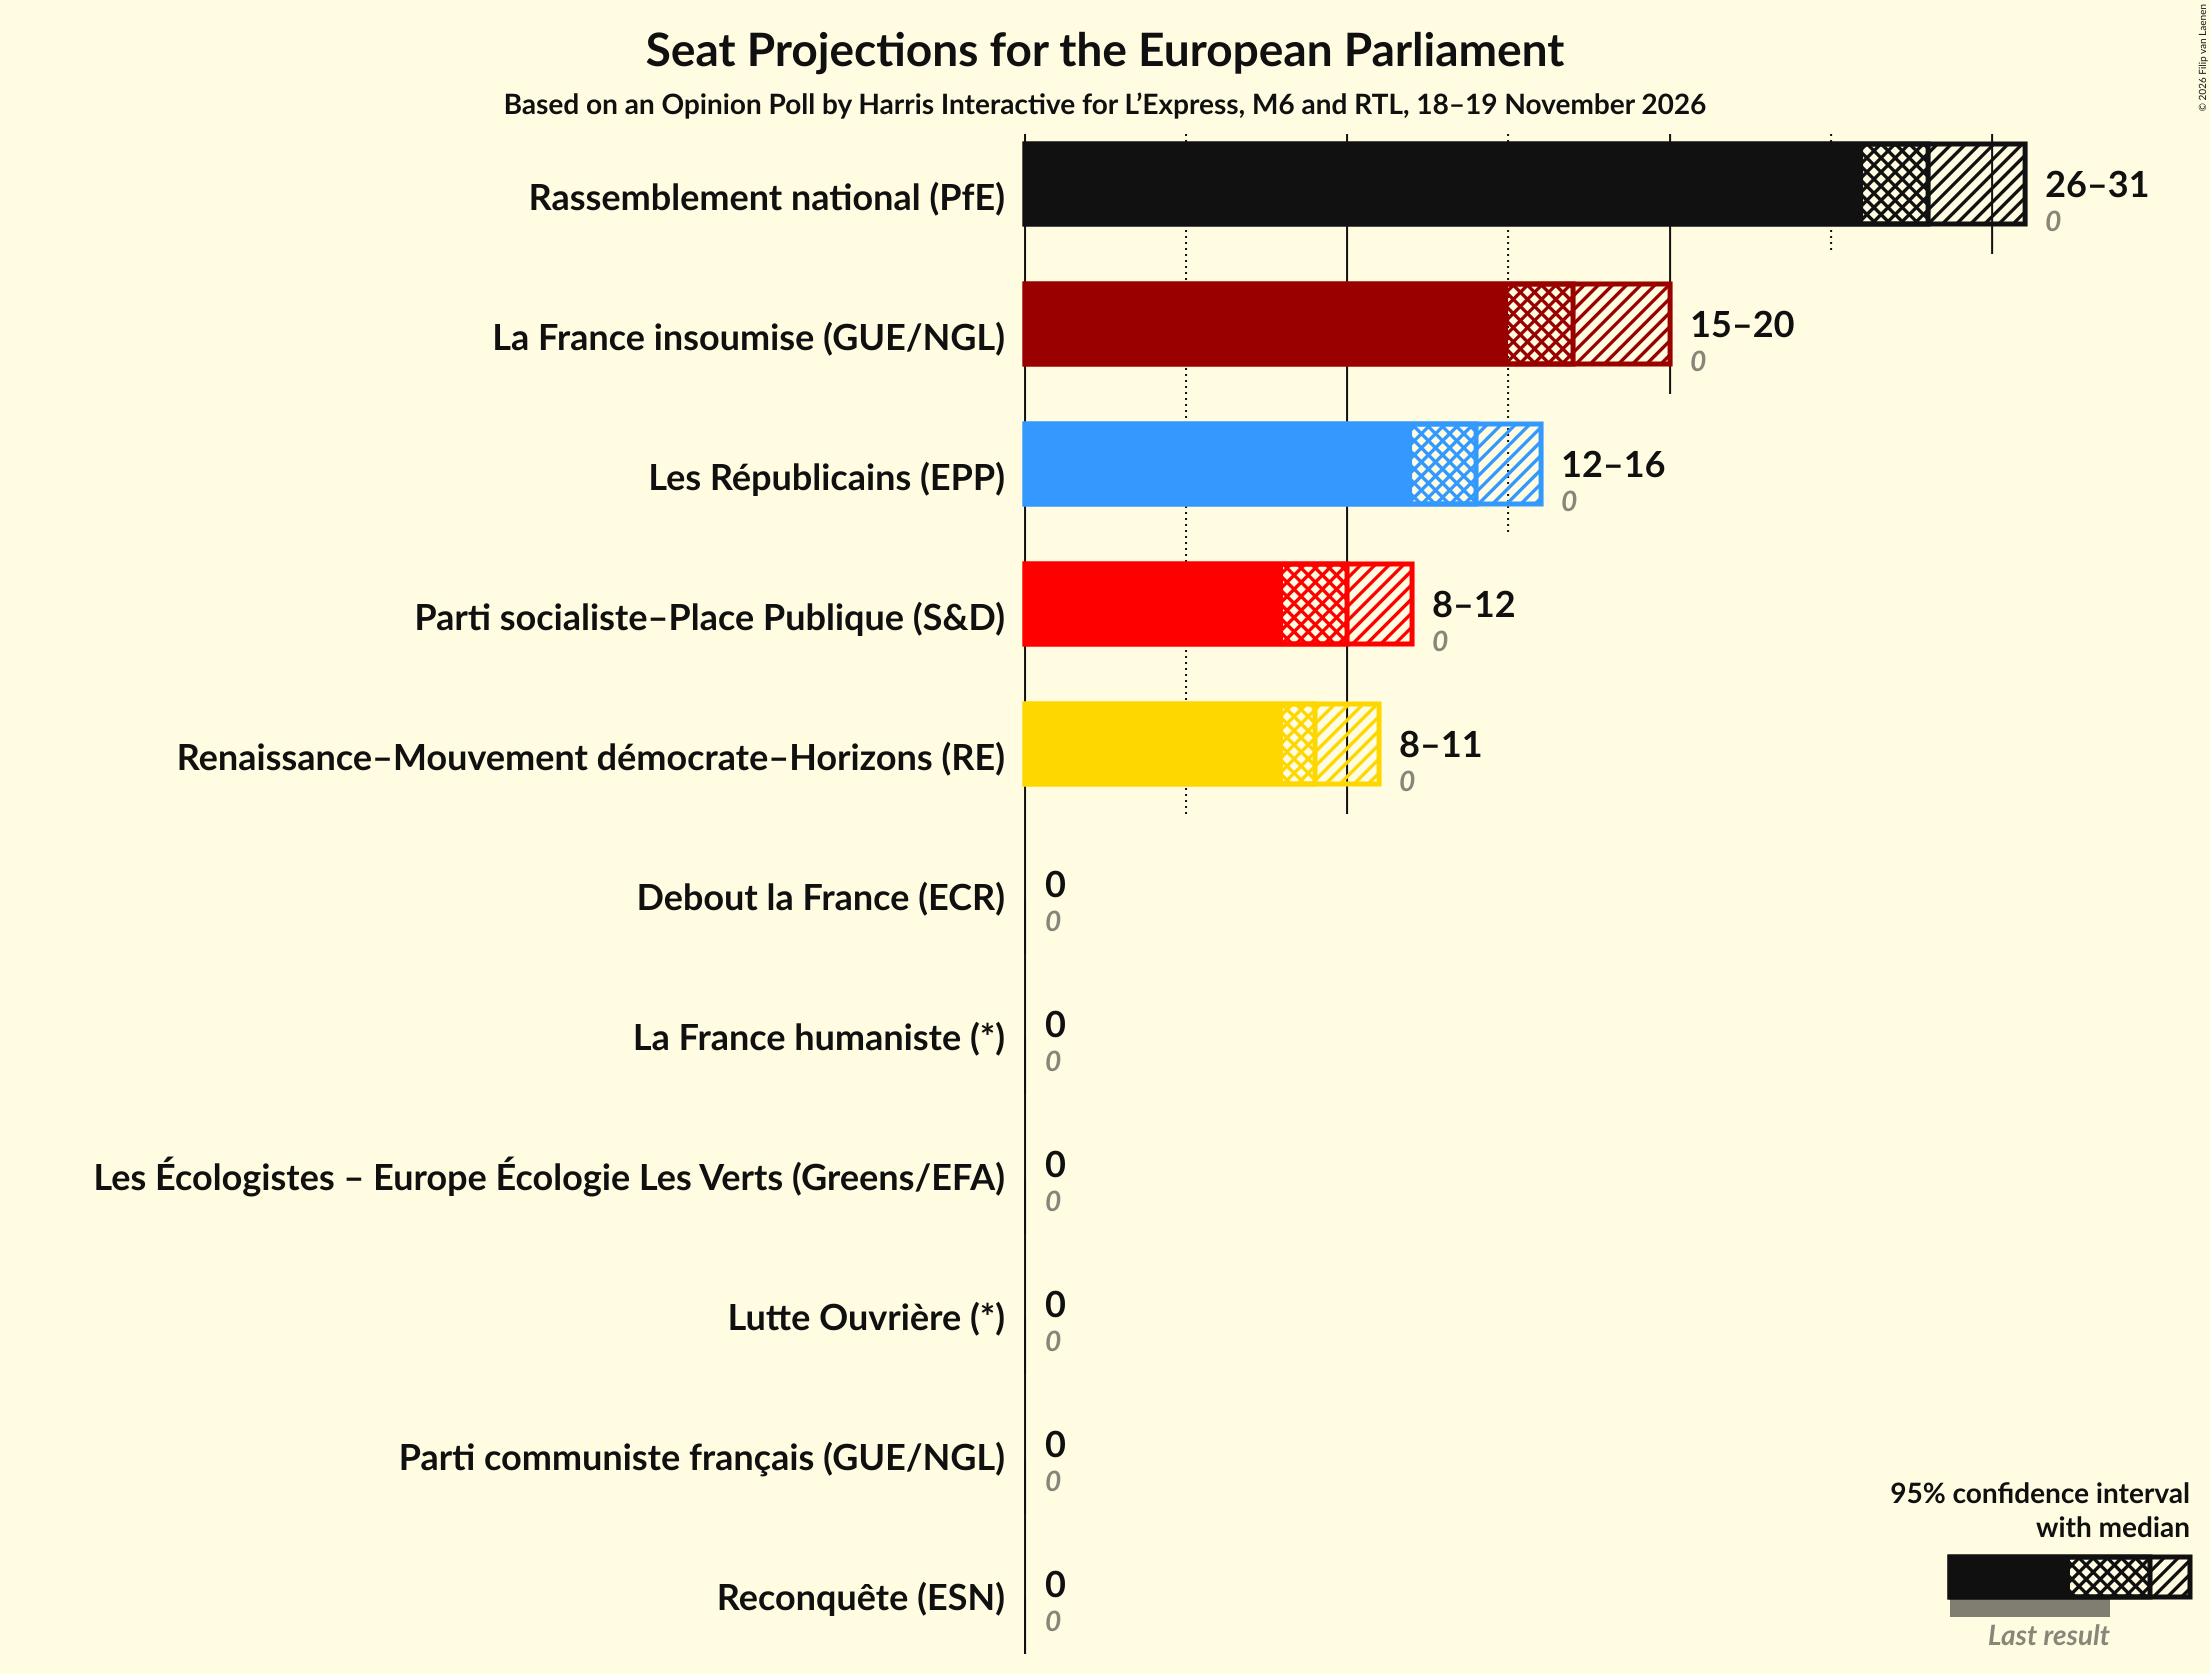 Seat Projections for the European Parliament
Based on an Opinion Poll by Harris Interactive for L’Express, M6 and RTL, 18–19 November 2026
© 2026 Filip van Laenen
Rassemblement national (PfE)
26–31
0
La France insoumise (GUE/NGL)
15–20
0
Les Républicains (EPP)
12–16
0
Parti socialiste–Place Publique (S&D)
8–12
0
Renaissance–Mouvement démocrate–Horizons (RE)
8–11
0
Debout la France (ECR)
0
0
La France humaniste (*)
0
0
Les Écologistes – Europe Écologie Les Verts (Greens/EFA)
0
0
Lutte Ouvrière (*)
0
0
Parti communiste français (GUE/NGL)
0
0
Reconquête (ESN)
0
0
95% confidence interval
with median
Last result